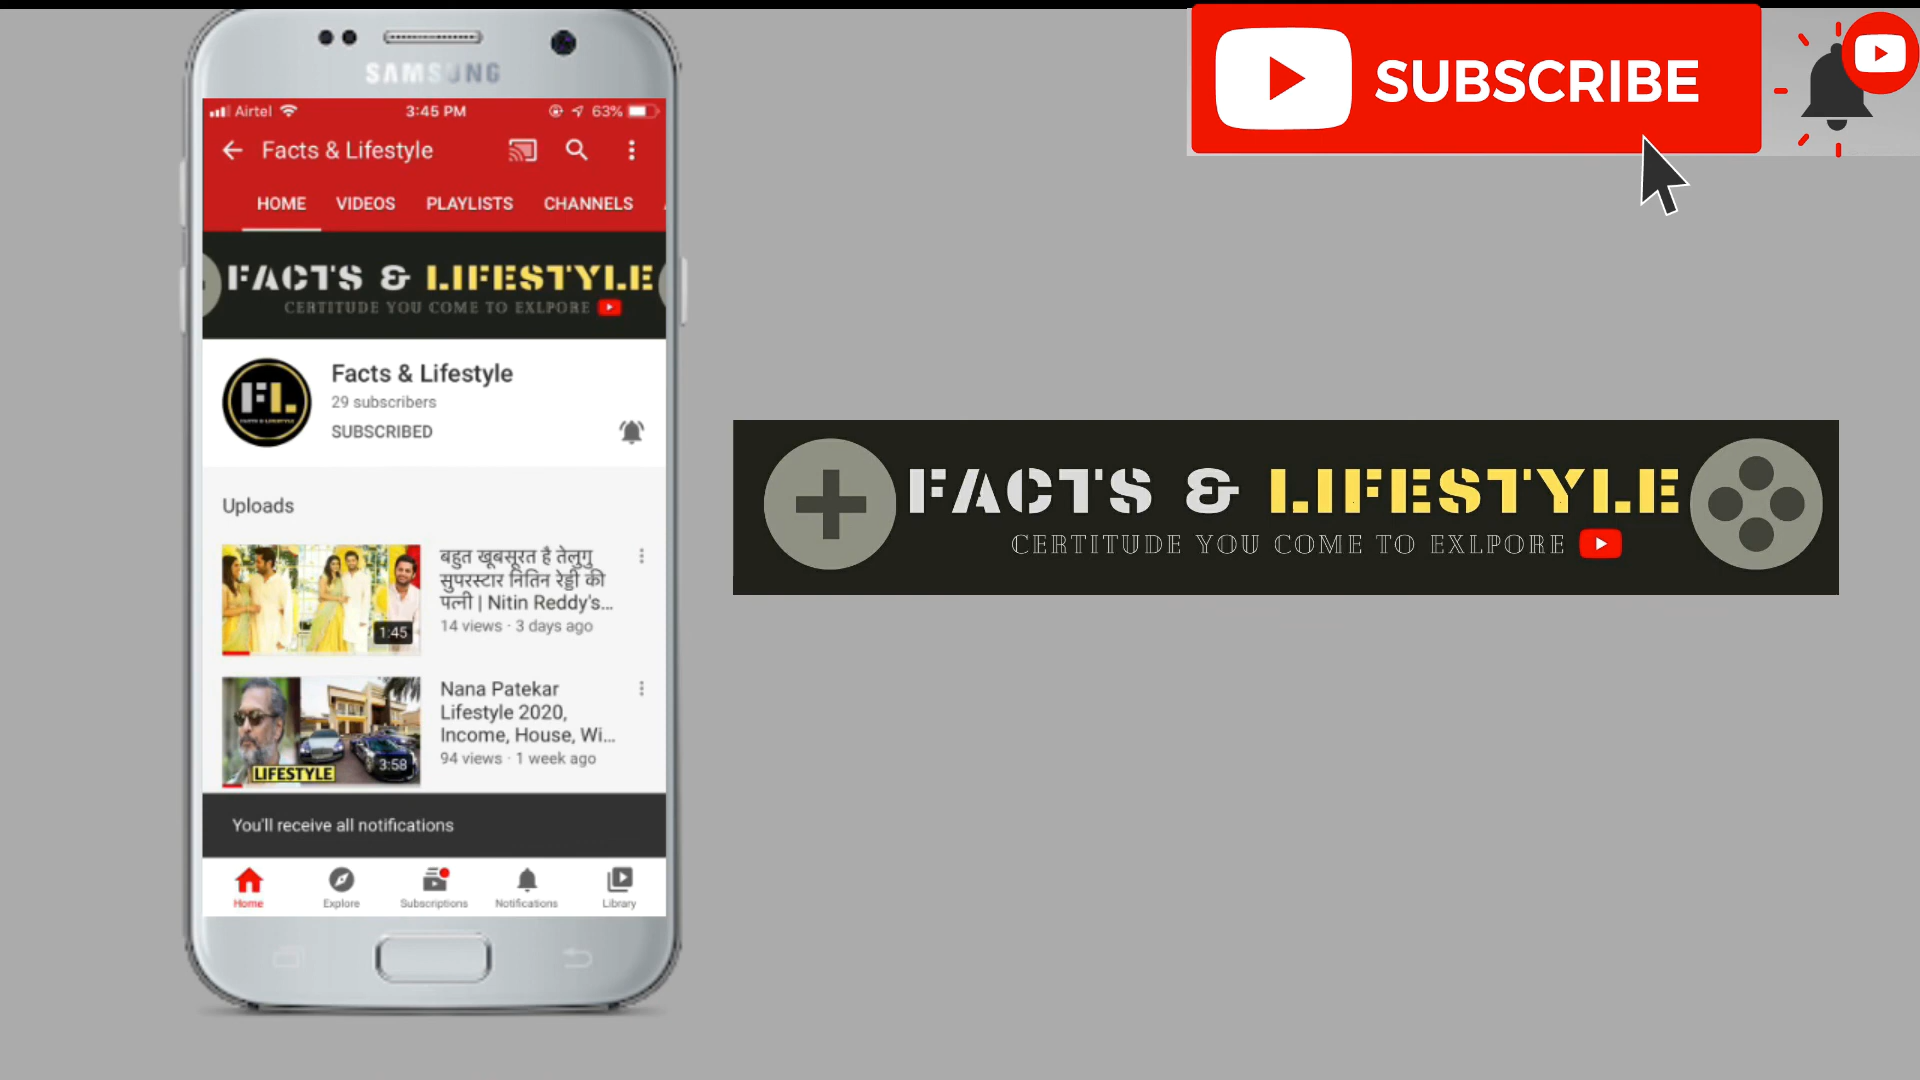 SAMSUNG
Airtel 3:45 PM 63%
Facts & Lifestyle
HOME VIDEOS PLAYLISTS CHANNELS
FACTS & LIFESTYLE
CERTITUDE YOU COME TO EXLPORE
FL
Facts & Lifestyle
29 subscribers
SUBSCRIBED
Uploads
बहुत खूबसूरत है तेलुगु
सुपरस्टार नितिन रेड्डी की
पत्नी | Nitin Reddy's...
14 views · 3 days ago
1:45
Nana Patekar
Lifestyle 2020,
Income, House, Wi...
94 views · 1 week ago
3:58
LIFESTYLE
You'll receive all notifications
Home Explore Subscriptions Notifications Library
SUBSCRIBE
FACTS & LIFESTYLE
CERTITUDE YOU COME TO EXLPORE